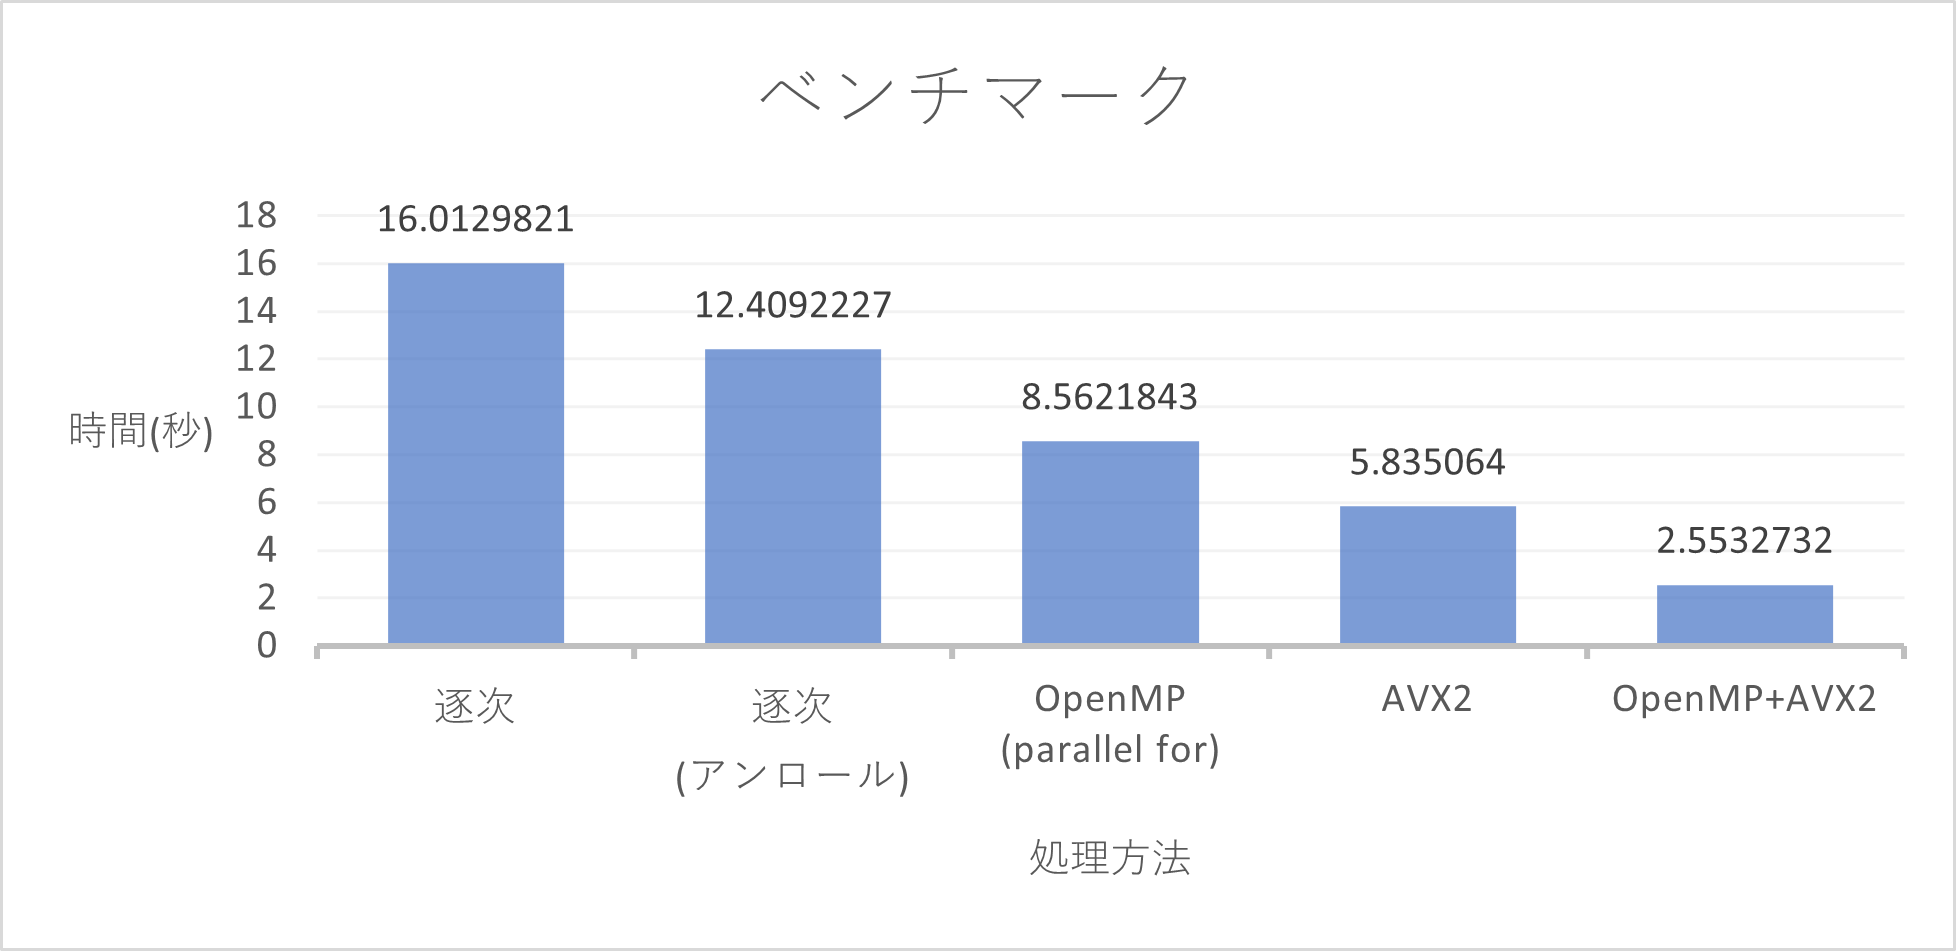 ベンチマーク
18
16
14
12
10
8
6
4
2
0
時間(秒)
16.0129821
12.4092227
8.5621843
5.835064
2.5532732
逐次
逐次
(アンロール)
OpenMP
(parallel for)
AVX2
OpenMP+AVX2
処理方法